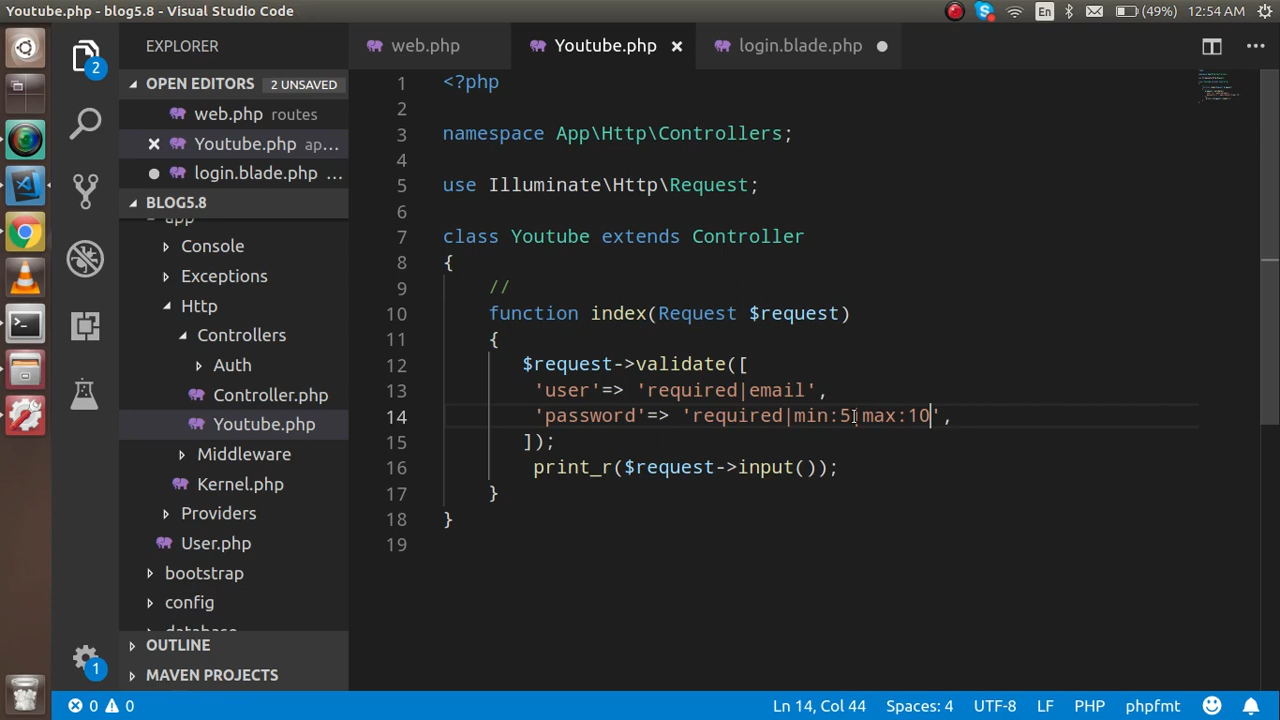 Youtube.php - blog5.8 - Visual Studio Code
En
(49%)
12:54 AM
2
EXPLORER
web.php
Youtube.php
login.blade.php
OPEN EDITORS 2 UNSAVED
web.php routes
Youtube.php ap...
login.blade.php ...
BLOG5.8
app
Console
Exceptions
Http
Controllers
Auth
Controller.php
Youtube.php
Middleware
Kernel.php
Providers
User.php
bootstrap
config
database
OUTLINE
MAVEN PROJECTS
1
1 <?php
2
3 namespace App\Http\Controllers;
4
5 use Illuminate\Http\Request;
6
7 class Youtube extends Controller
8 {
9 //
10 function index(Request $request)
11 {
12 $request->validate([
13 'user'=> 'required|email',
14 'password'=> 'required|min:5|max:10',
15 ]);
16 print_r($request->input());
17 }
18 }
19
0 0
Ln 14, Col 44
Spaces: 4
UTF-8
LF
PHP
phpfmt